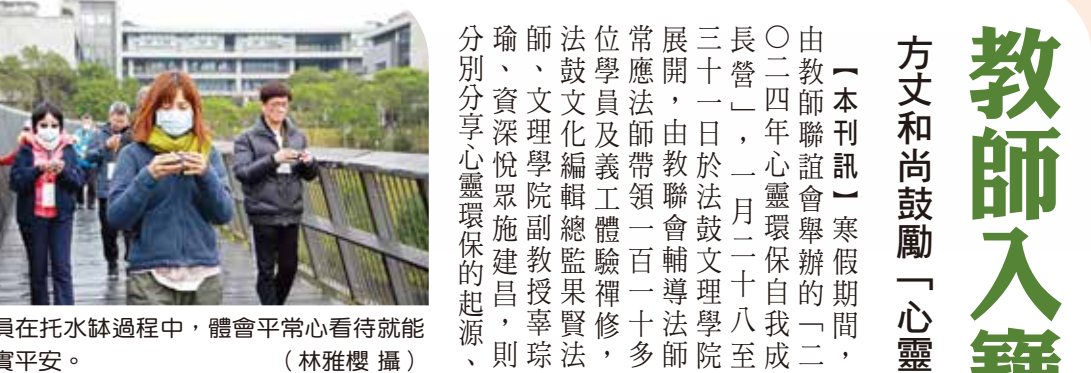 教師入寶
方丈和尚鼓勵「心靈
【本刊訊】寒假期間，
由教師聯誼會舉辦的「二
〇二四年心靈環保自我成
長營」，一月二十八至
三十一日於法鼓文理學院
展開，由教聯會輔導法師
常應法師帶領一百一十多
位學員及義工體驗禪修，
法鼓文化編輯總監果賢法
師、文理學院副教授辜琮
瑜、資深悅眾施建昌，則
分別分享心靈環保的起源、
員在托水缽過程中，體會平常心看待就能
實平安。（林雅櫻 攝）